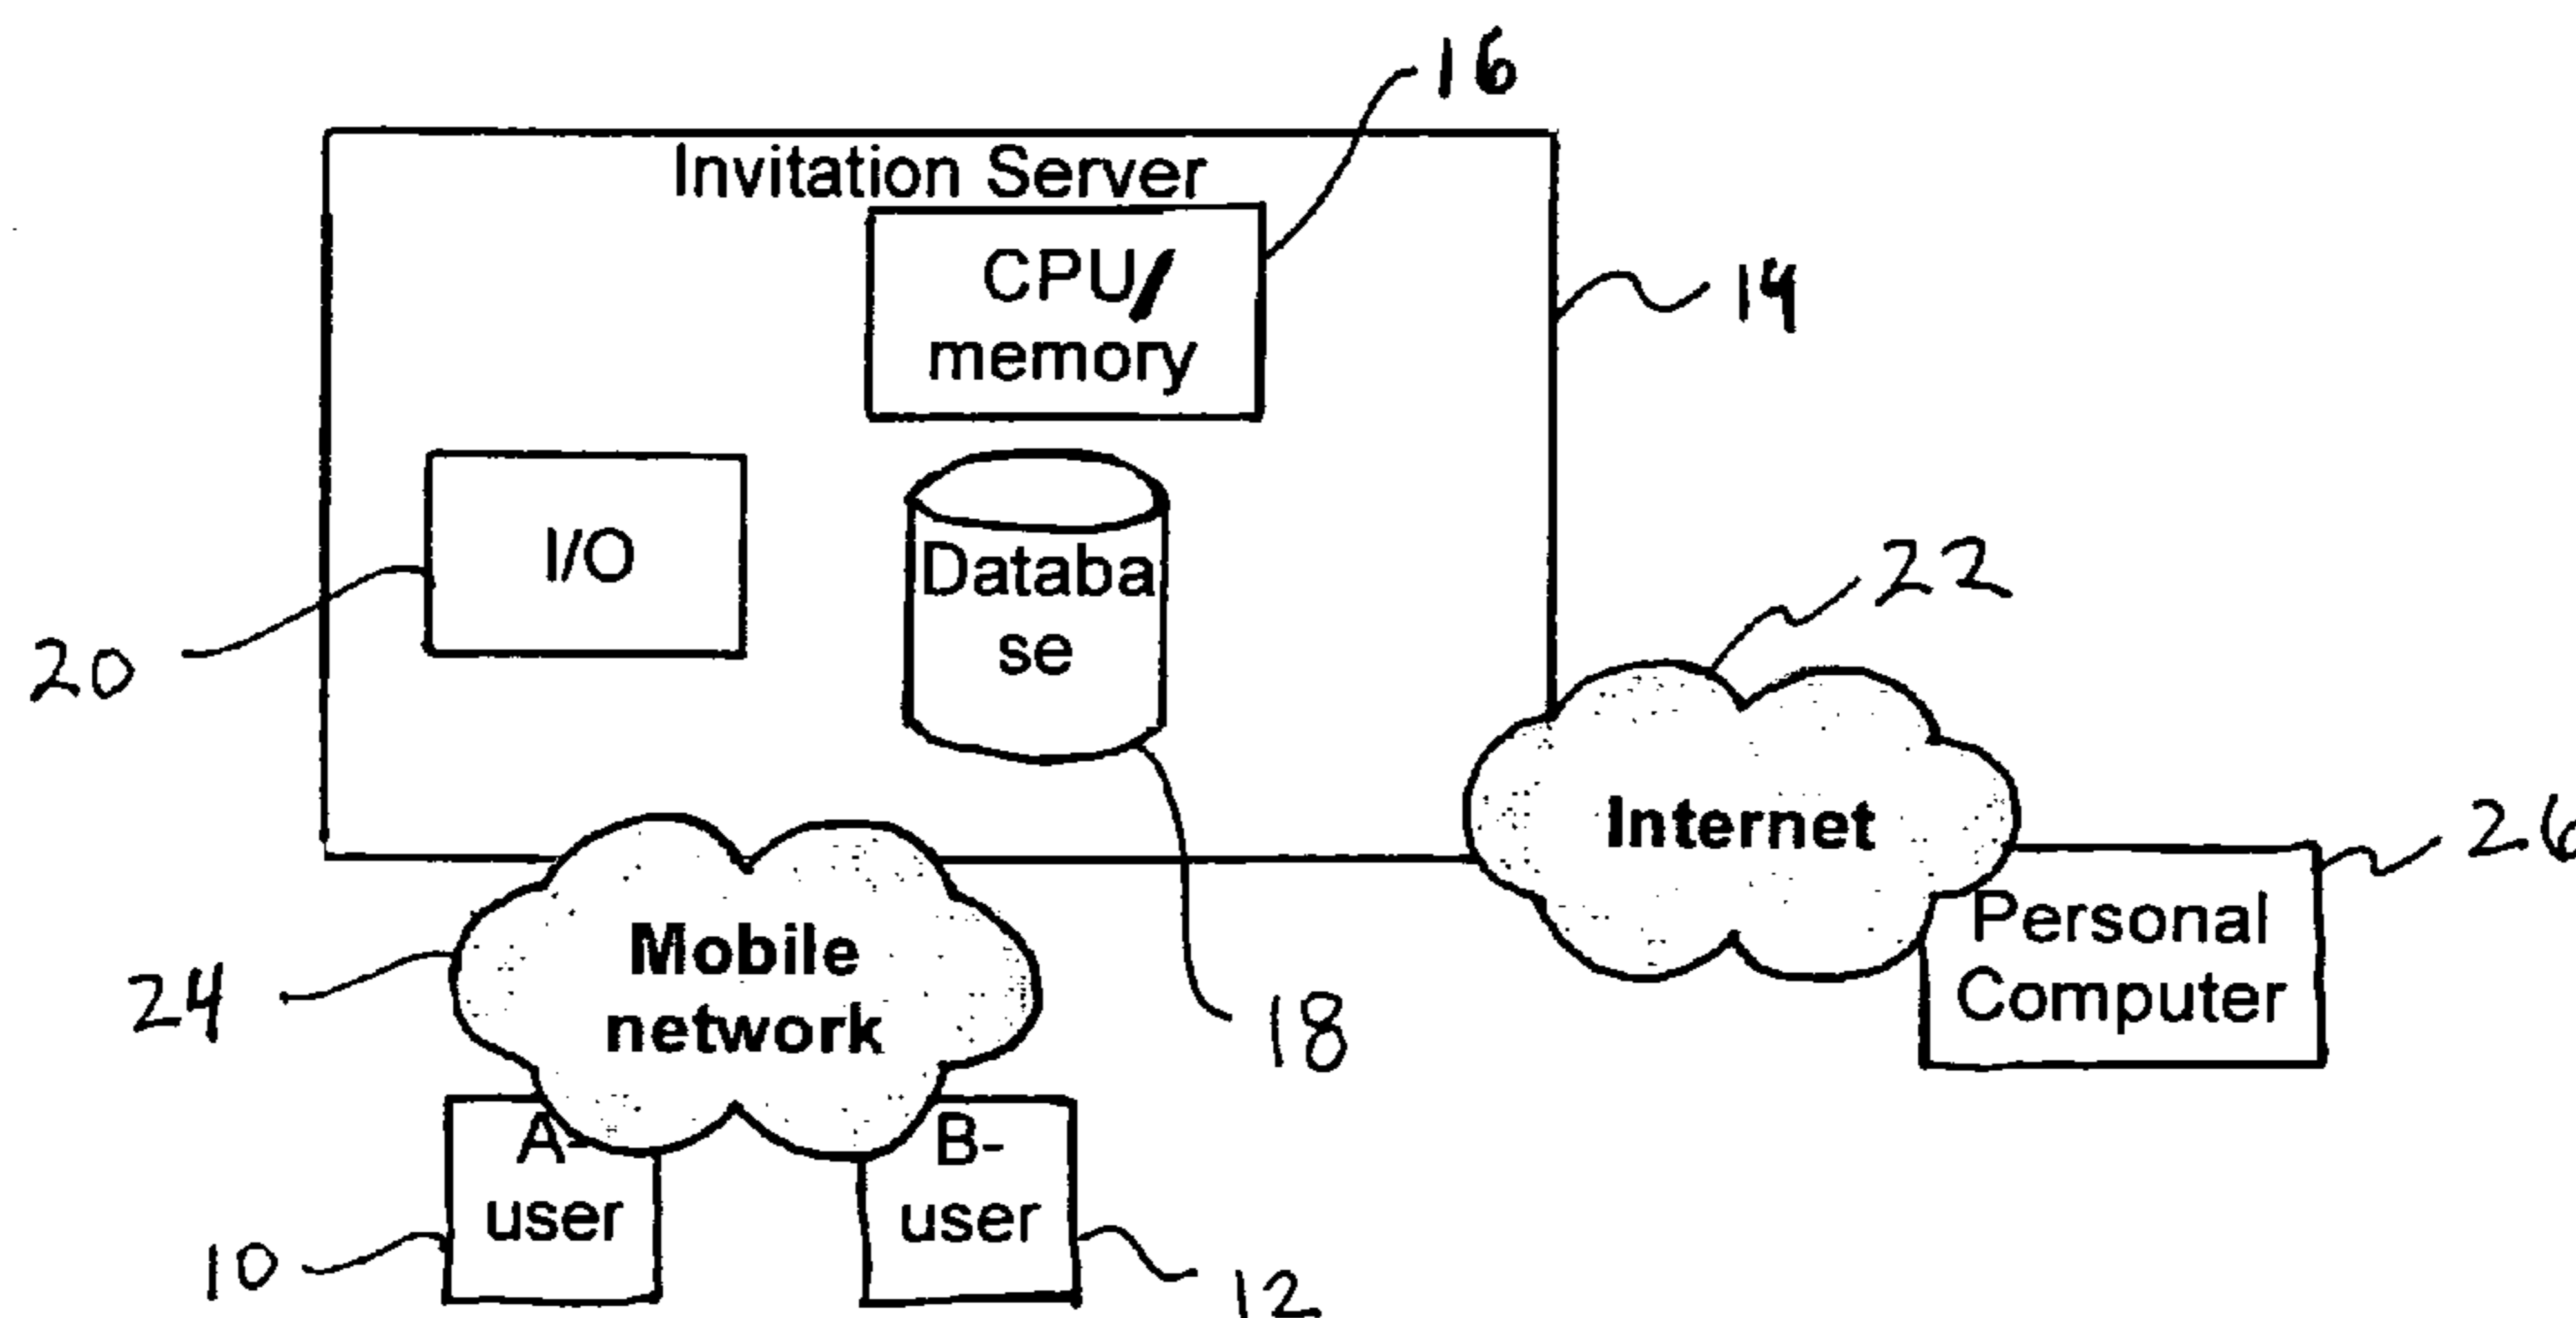 16
Invitation Server
CPU/
memory
14
I/O
Databa
se
20
22
Internet
26
Personal
Computer
Mobile
network
24
18
A-
user
B-
user
10
12